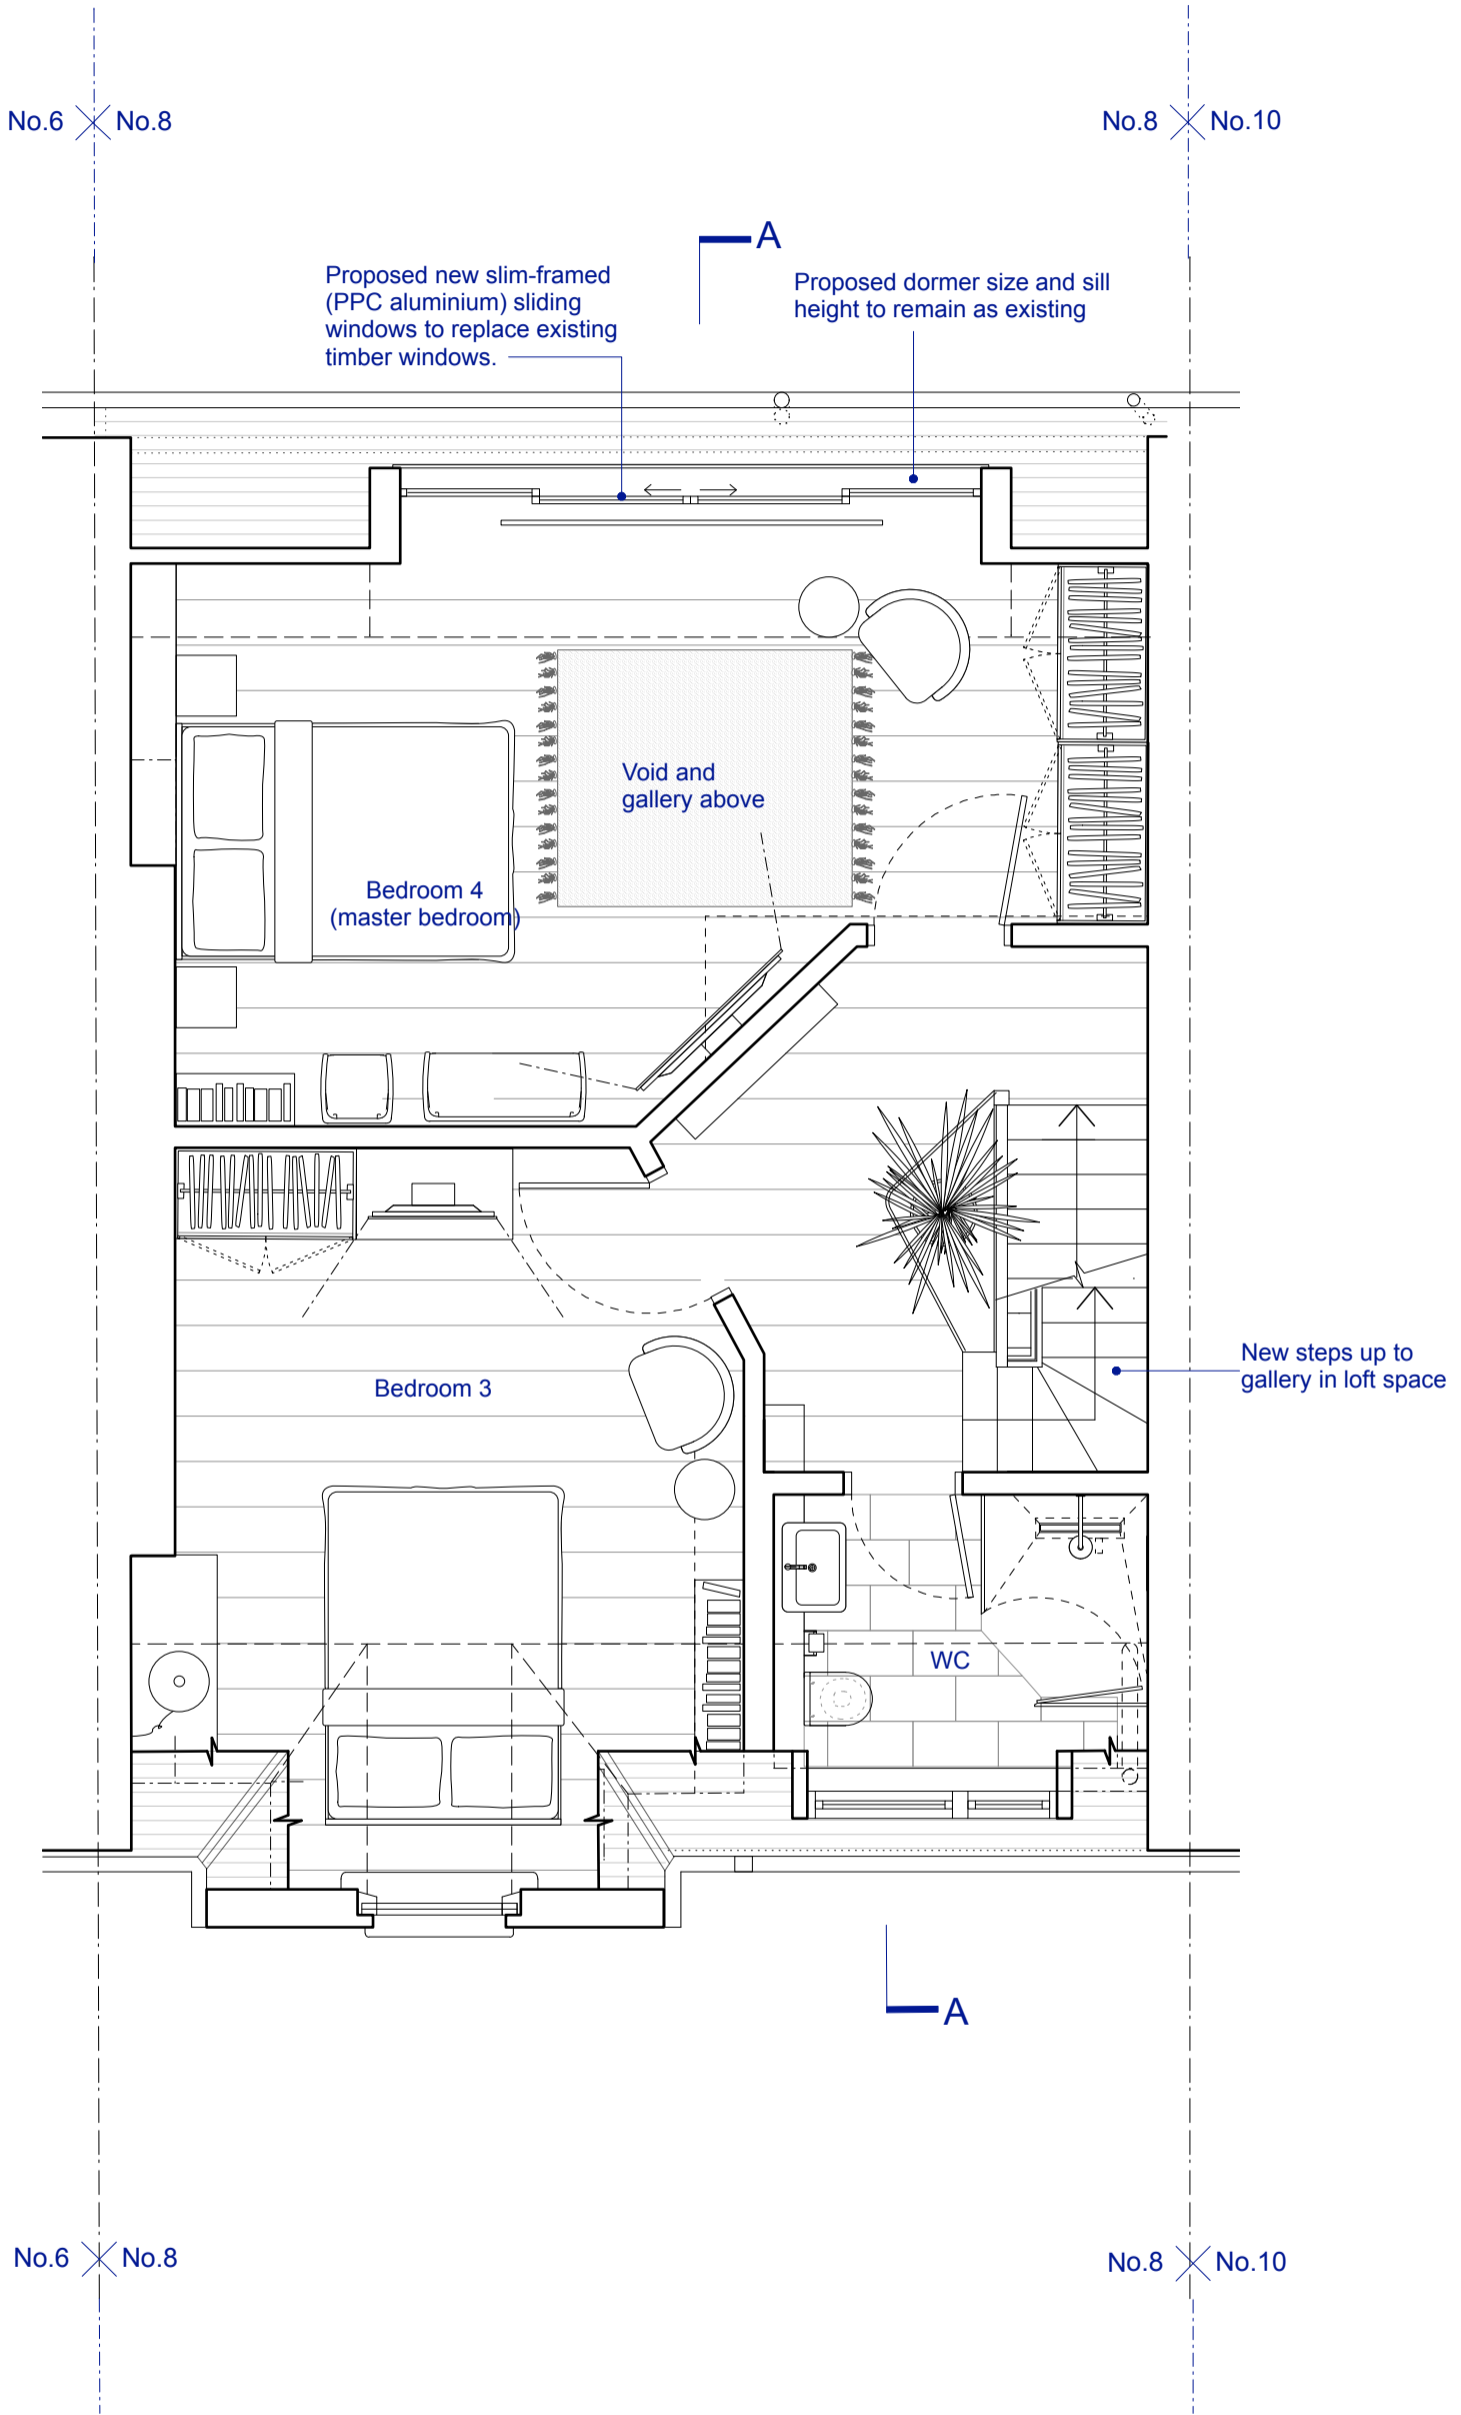 No.6 No.8
No.8 No.10
A
Proposed new slim-framed
(PPC aluminium) sliding
windows to replace existing
timber windows.
Proposed dormer size and sill
height to remain as existing
Void and
gallery above
Bedroom 4
(master bedroom)
New steps up to
gallery in loft space
Bedroom 3
WC
A
No.6 No.8
No.8 No.10